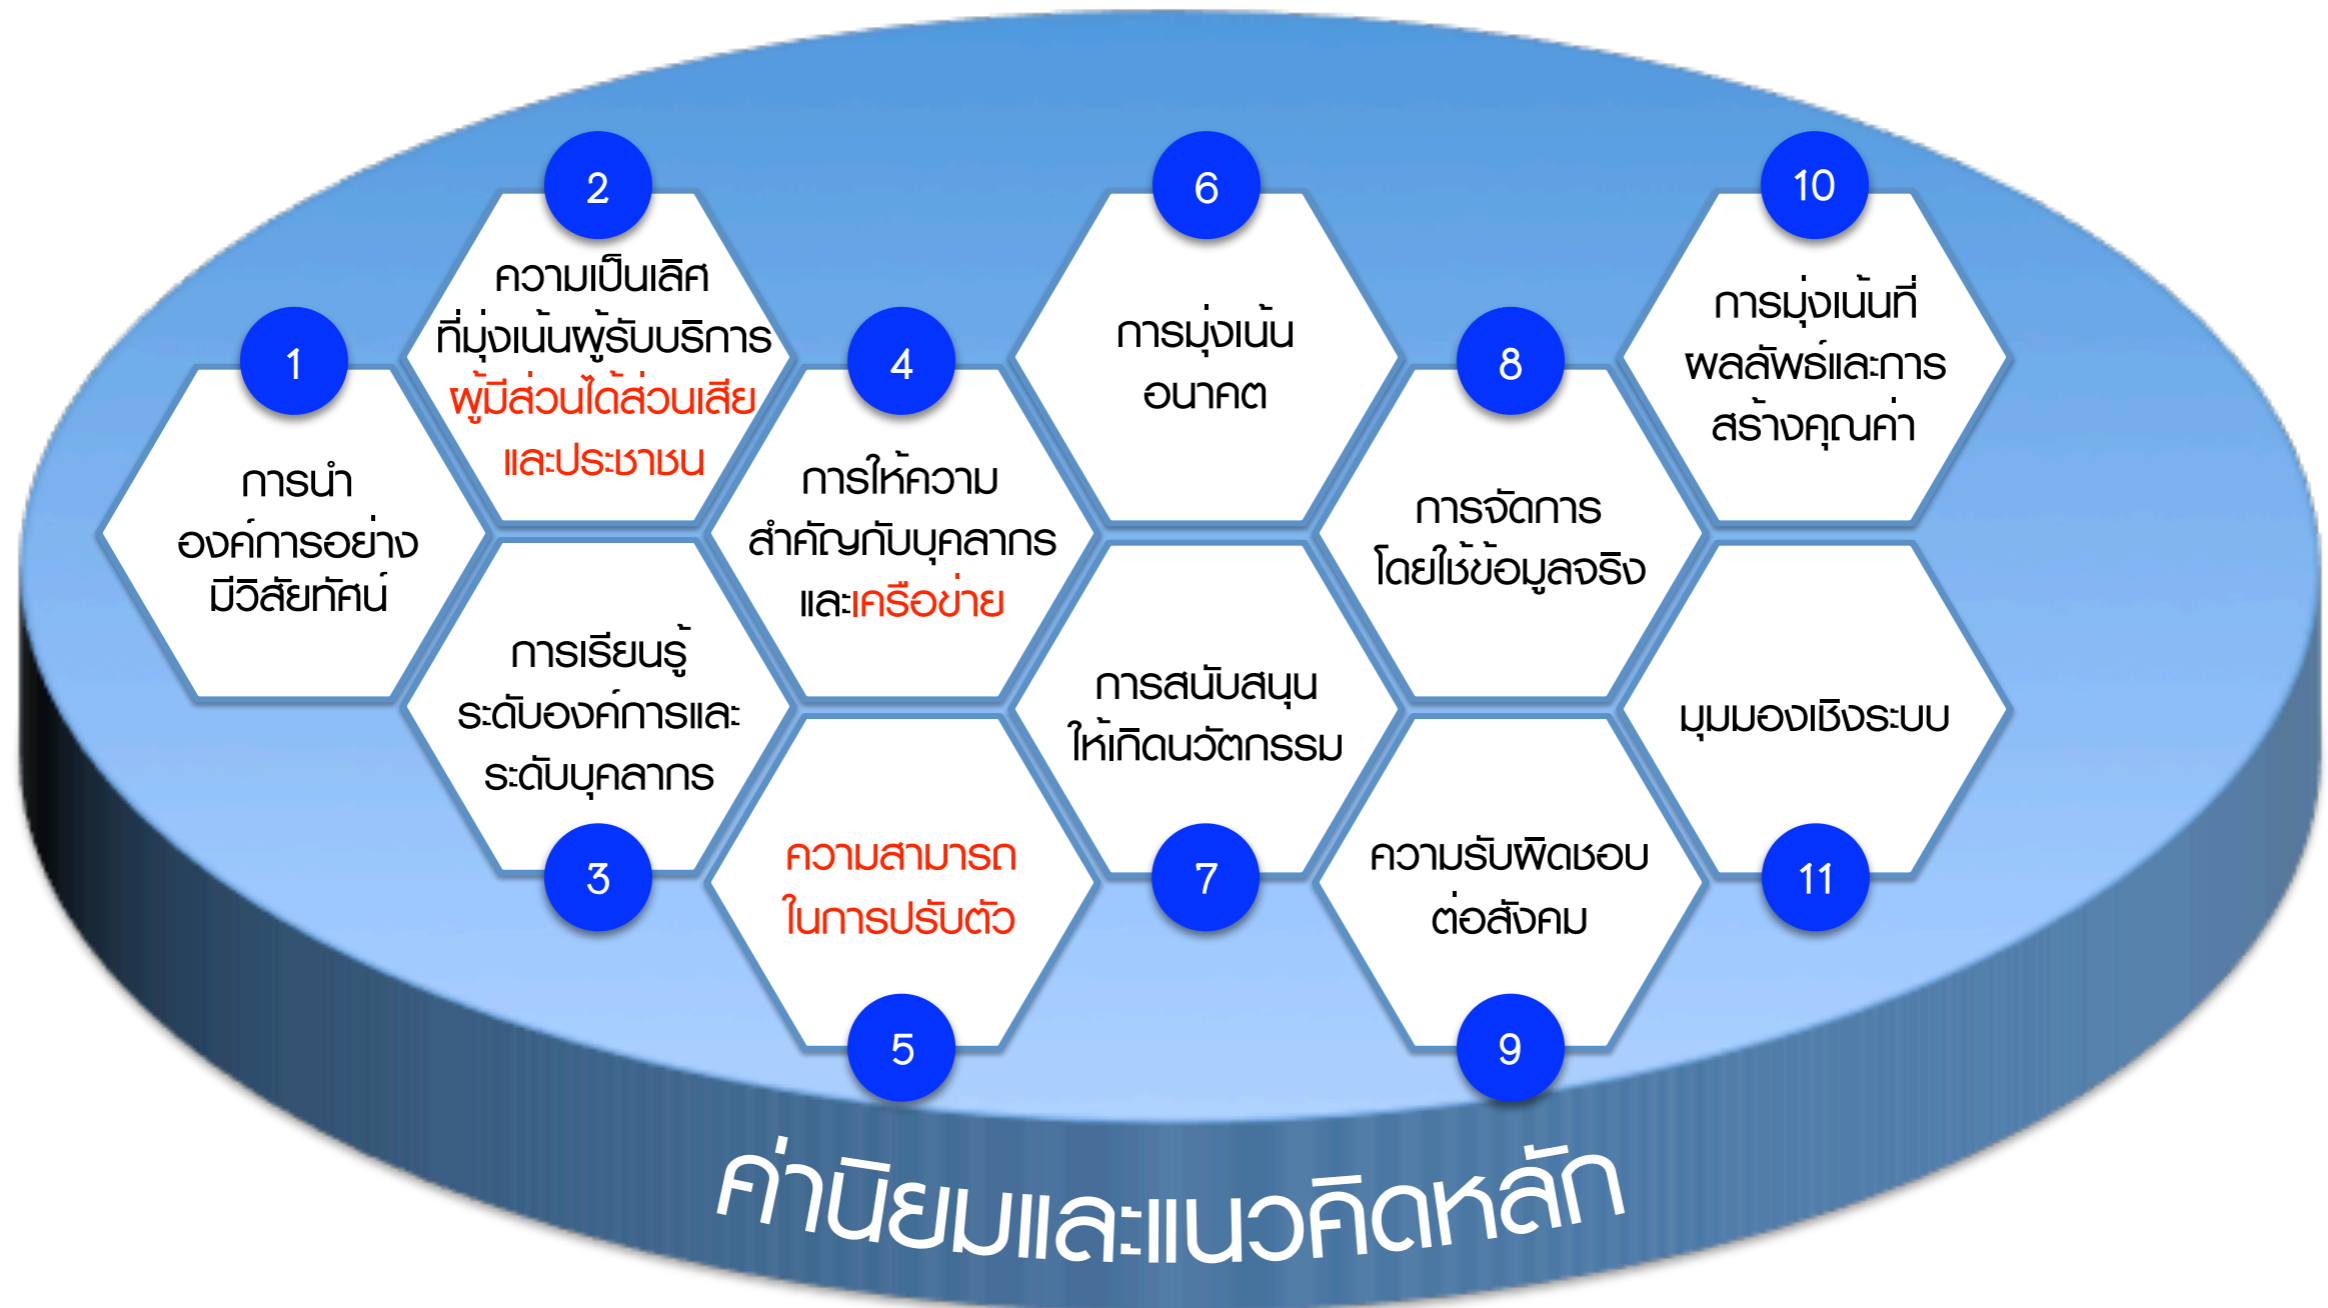 1
การนำ
องค์การอย่าง
มีวิสัยทัศน์
2
ความเป็นเลิศ
ที่มุ่งเน้นผู้รับบริการ
ผู้มีส่วนได้ส่วนเสีย
และประชาชน
การเรียนรู้
ระดับองค์การและ
ระดับบุคลากร
3
4
การให้ความ
สำคัญกับบุคลากร
และเครือข่าย
ความสามารถ
ในการปรับตัว
5
6
การมุ่งเน้น
อนาคต
การสนับสนุน
ให้เกิดนวัตกรรม
7
8
การจัดการ
โดยใช้ข้อมูลจริง
ความรับผิดชอบ
ต่อสังคม
9
10
การมุ่งเน้นที่
ผลลัพธ์และการ
สร้างคุณค่า
มุมมองเชิงระบบ
11
ค่านิยมและแนวคิดหลัก